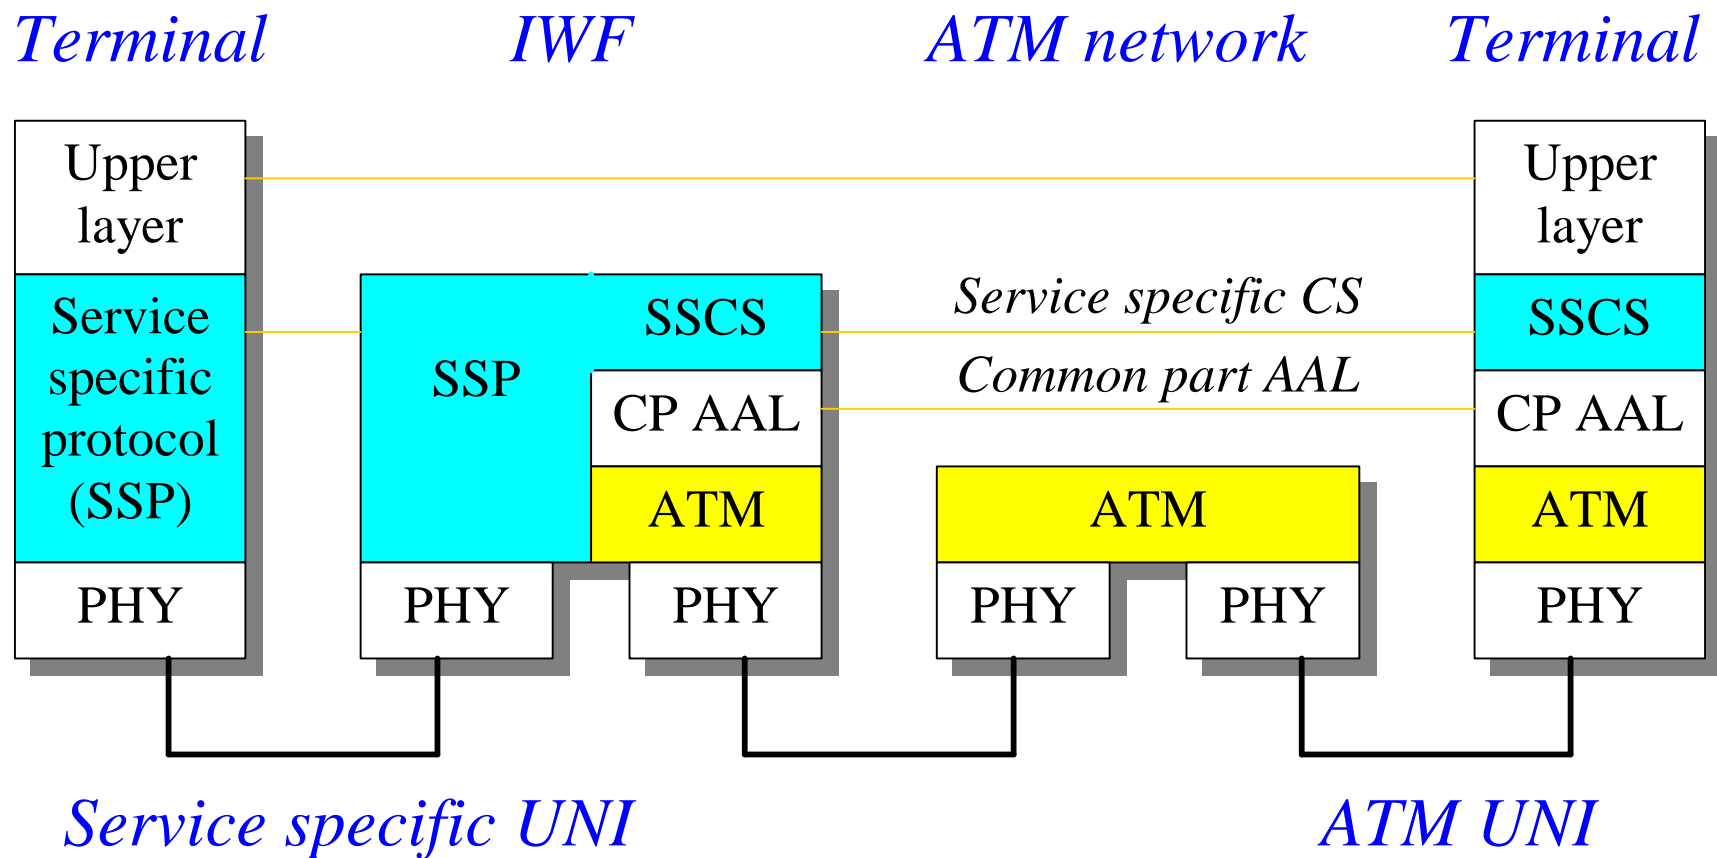 Terminal
IWF
ATM network
Terminal
Upper
layer
Service
specific
protocol
(SSP)
PHY
SSP
SSCS
CP AAL
ATM
PHY
PHY
Service specific CS
Common part AAL
ATM
PHY
PHY
Upper
layer
SSCS
CP AAL
ATM
PHY
Service specific UNI
ATM UNI